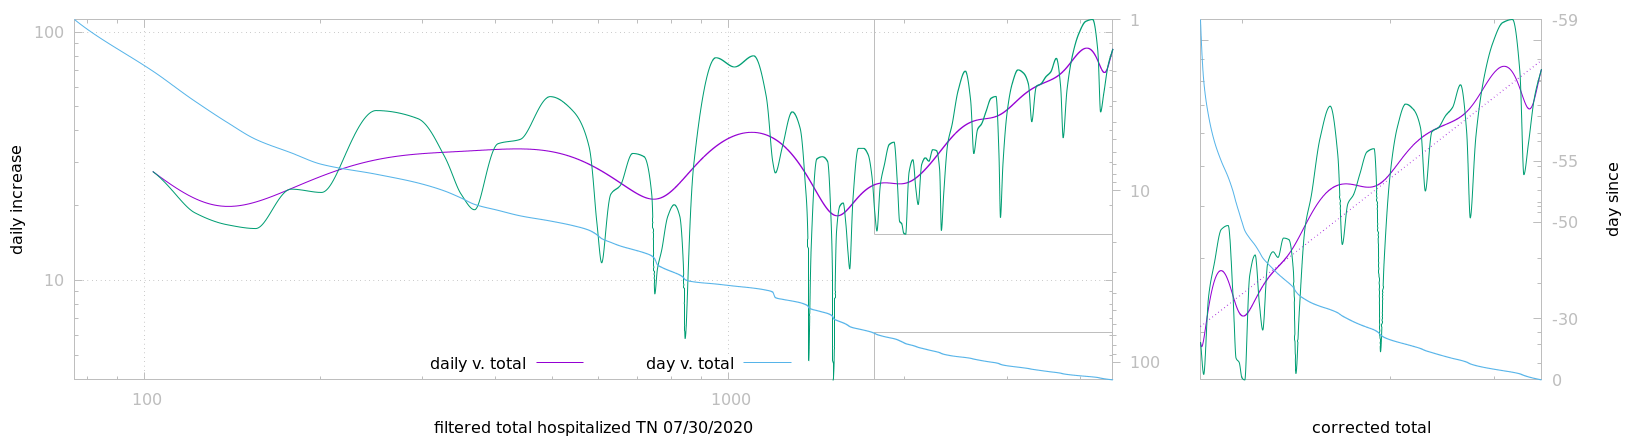 100
10
daily increase
100
1000
filtered total hospitalized TN 07/30/2020
daily v. total
day v. total
1
10
100
-59
-55
-50
-30
0
day since
corrected total